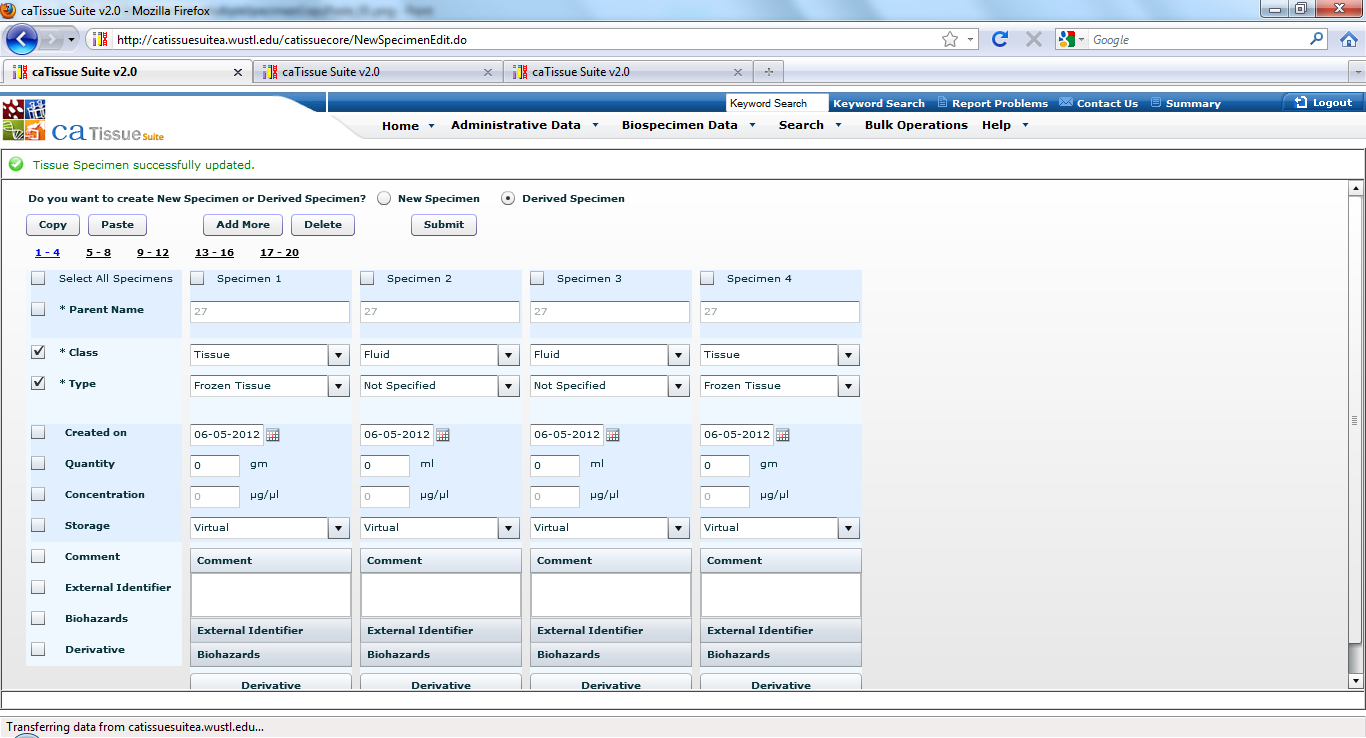 caTissue Suite v2.0 - Mozilla Firefox
http://catissuesuitea.wustl.edu/catissuecore/NewSpecimenEdit.do
Google
caTissue Suite v2.0
caTissue Suite v2.0
caTissue Suite v2.0
Keyword Search Keyword Search Report Problems Contact Us Summary Logout
ca Tissue Suite
Home Administrative Data Biospecimen Data Search Bulk Operations Help
Tissue Specimen successfully updated.
Do you want to create New Specimen or Derived Specimen? New Specimen Derived Specimen
Copy Paste Add More Delete Submit
1 - 4 5 - 8 9 - 12 13 - 16 17 - 20
Select All Specimens Specimen 1 Specimen 2 Specimen 3 Specimen 4
* Parent Name 27 27 27 27
* Class Tissue Fluid Fluid Tissue
* Type Frozen Tissue Not Specified Not Specified Frozen Tissue
Created on 06-05-2012 06-05-2012 06-05-2012 06-05-2012
Quantity 0 gm 0 ml 0 ml 0 gm
Concentration 0 µg/µl 0 µg/µl 0 µg/µl 0 µg/µl
Storage Virtual Virtual Virtual Virtual
Comment Comment Comment Comment Comment
External Identifier
Biohazards External Identifier External Identifier External Identifier External Identifier
Derivative Biohazards Biohazards Biohazards Biohazards
Derivative Derivative Derivative Derivative
Transferring data from catissuesuitea.wustl.edu...